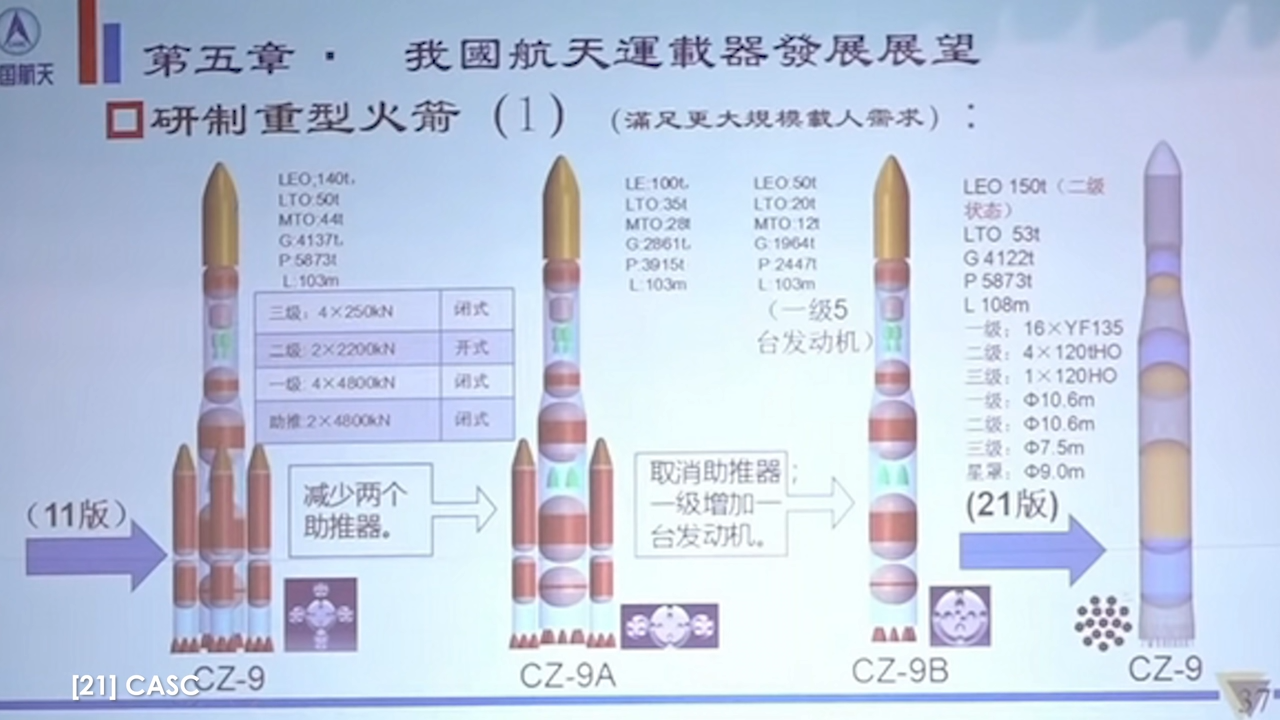 国航天
第五章 · 我國航天運載器發展展望
研制重型火箭（1）（滿足更大規模載人需求）：
LEO;140t,
LTO:50t
MTO:44t
G:4137t,
P:5873t
L:103m
三级：4×250kN 闭式
二级: 2×2200kN 开式
一级: 4×4800kN 闭式
助推:2×4800kN 闭式
（11版）
减少两个
助推器。
CZ-9
LE:100t,
LTO:35t
MTO:28t
G:2861t,
P:3915t
L:103m
取消助推器；
一级增加一
台发动机。
CZ-9A
LEO:50t
LTO:20t
MTO:12t
G:1964t
P:2447t
L:103m
（一级5
台发动机）
CZ-9B
LEO 150t（二级
状态）
LTO 53t
G 4122t
P 5873t
L 108m
一级：16×YF135
二级：4×120tHO
三级：1×120HO
一级：Φ10.6m
二级：Φ10.6m
三级：Φ7.5m
星罩：Φ9.0m
(21版)
CZ-9
[21] CASC
37